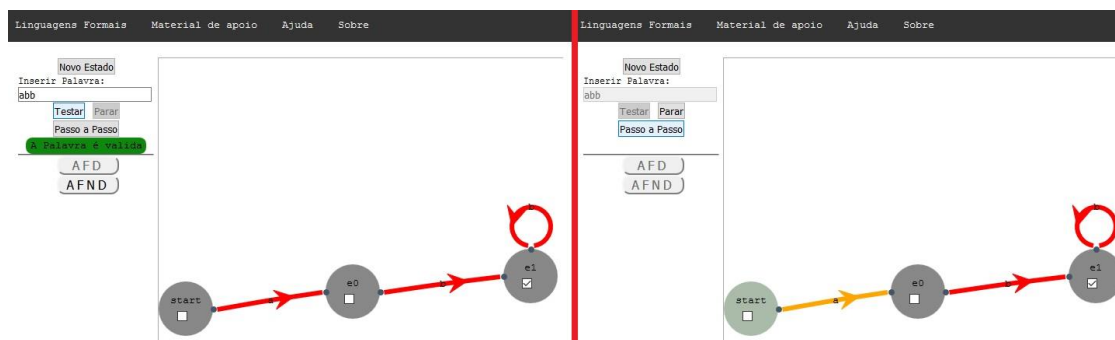 Linguagens Formais Material de apoio Ajuda Sobre
Novo Estado
Inserir Palavra:
abb
Testar Parar
Passo a Passo
A Palavra é valida
AFD
AFND
b
e1
e0
b
start
a
Linguagens Formais Material de apoio Ajuda Sobre
Novo Estado
Inserir Palavra:
abb
Testar Parar
Passo a Passo
AFD
AFND
b
e1
e0
b
start
a